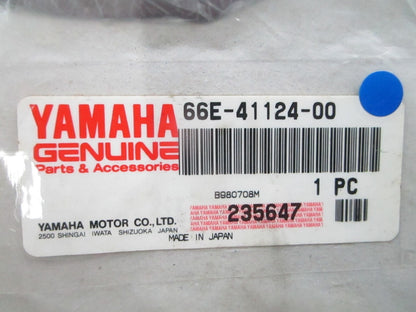 YAMAHA 66E-41124-00
GENUINE
Parts & Accessories
B980708M 1 PC
235647
YAMAHA MOTOR CO., LTD.
2500 SHINGAI IWATA SHIZUOKA JAPAN
MADE IN JAPAN